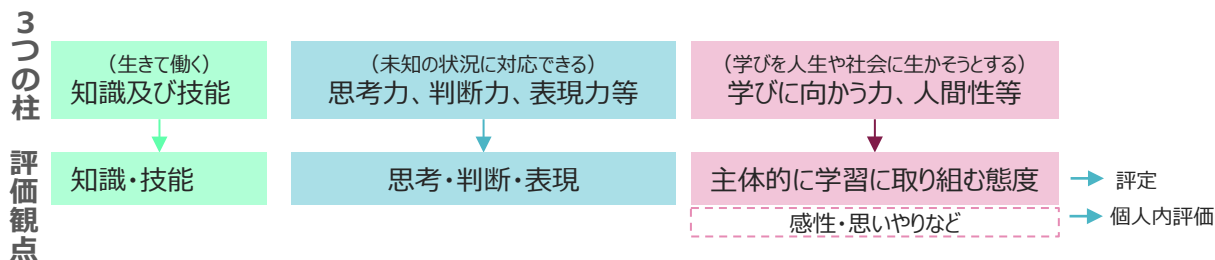 3つの柱
（生きて働く）
知識及び技能
（未知の状況に対応できる）
思考力、判断力、表現力等
（学びを人生や社会に生かそうとする）
学びに向かう力、人間性等
評価観点
知識・技能
思考・判断・表現
主体的に学習に取り組む態度
評定
感性・思いやりなど
個人内評価